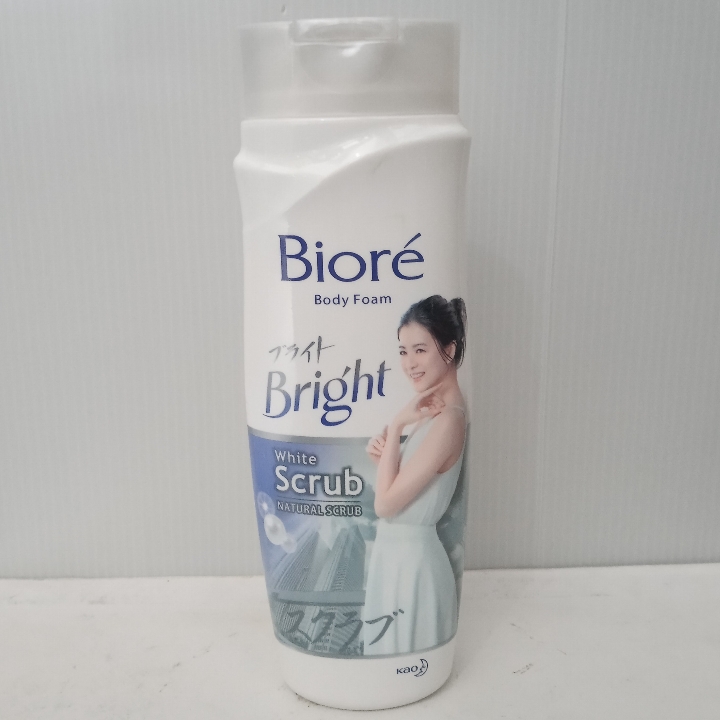 Bioré
Body Foam
ブライト
Bright
White
Scrub
NATURAL SCRUB
スクラブ
Kao